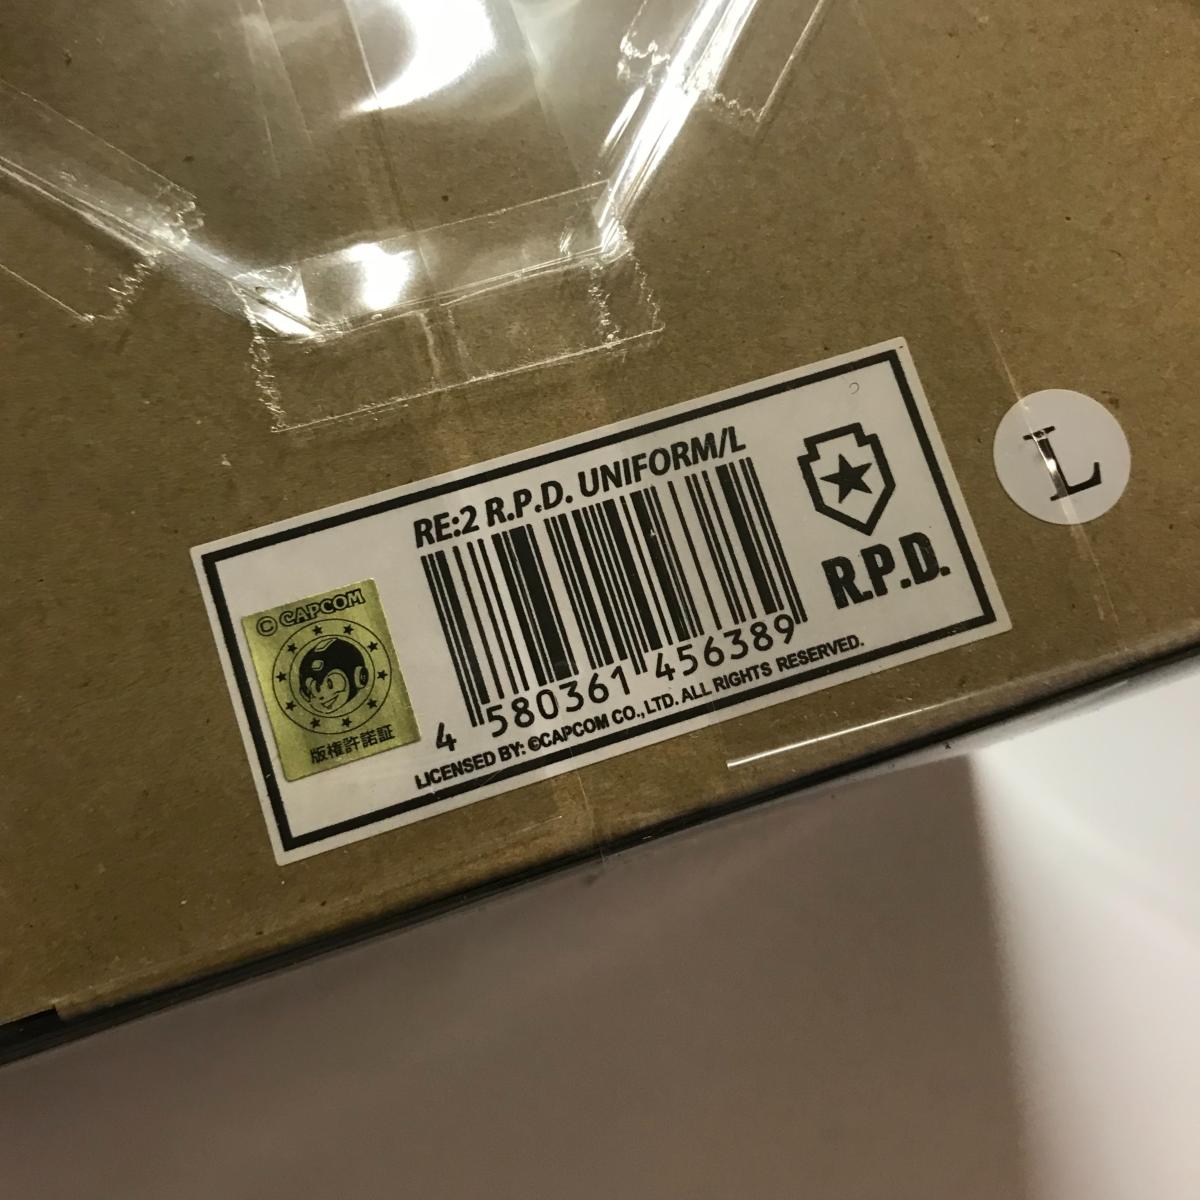 RE:2 R.P.D. UNIFORM/L
© CAPCOM
版権許諾証
4 580361 456389
LICENSED BY: ©CAPCOM CO., LTD. ALL RIGHTS RESERVED.
R.P.D.
L